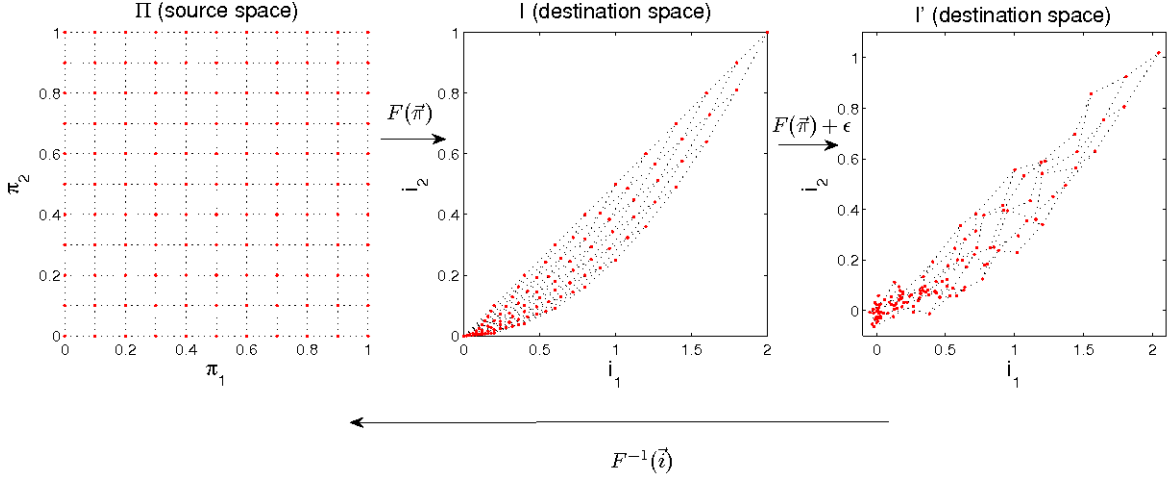 Π (source space)
I (destination space)
I' (destination space)
1
0.8
0.6
0.4
0.2
0
π₂
0 0.2 0.4 0.6 0.8 1
π₁
F(π⃗)
1
0.8
0.6
0.4
0.2
0
i₂
0 0.5 1 1.5 2
i₁
F(π⃗) + ϵ
1
0.8
0.6
0.4
0.2
0
i₂
0 0.5 1 1.5 2
i₁
F⁻¹(i⃗)